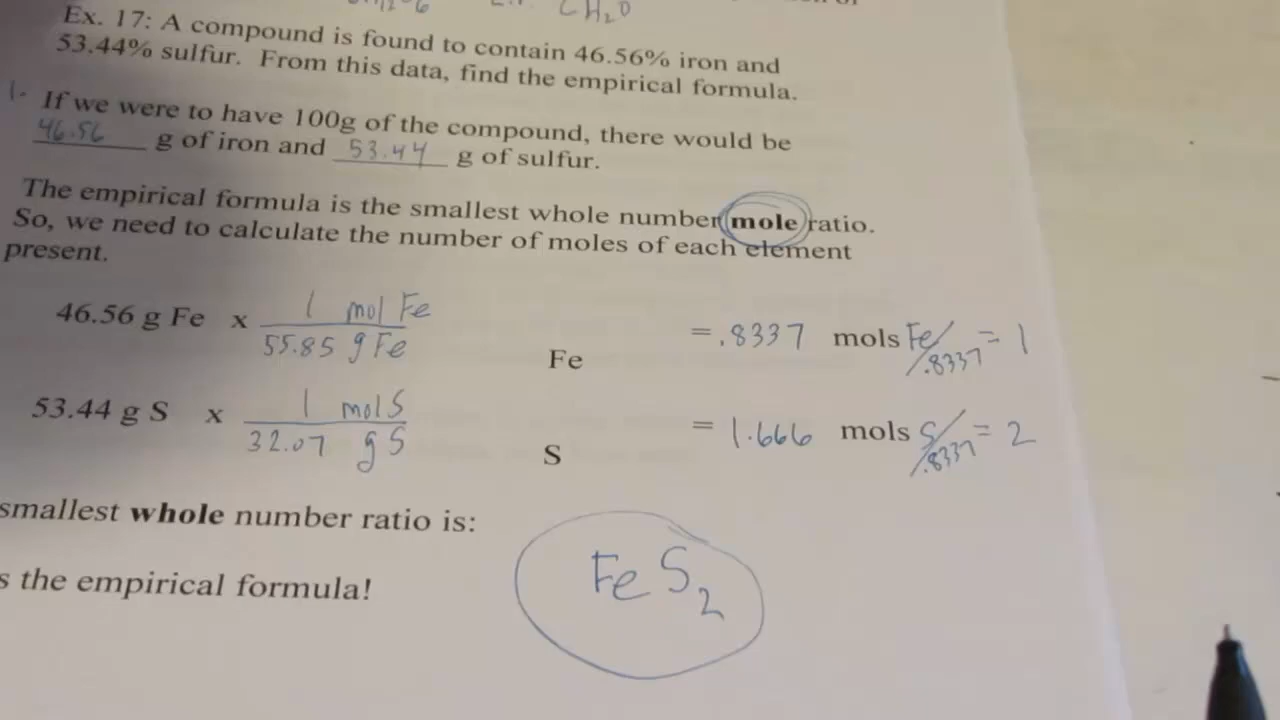 CH2O
Ex. 17: A compound is found to contain 46.56% iron and
53.44% sulfur. From this data, find the empirical formula.
1. If we were to have 100g of the compound, there would be
46.56 g of iron and 53.44 g of sulfur.
The empirical formula is the smallest whole number mole ratio.
So, we need to calculate the number of moles of each element
present.
46.56 g Fe x 1 mol Fe / 55.85 g Fe Fe = .8337 mols Fe/.8337 = 1
53.44 g S x 1 mol S / 32.07 g S S = 1.666 mols S/.8337 = 2
smallest whole number ratio is:
FeS2
s the empirical formula!